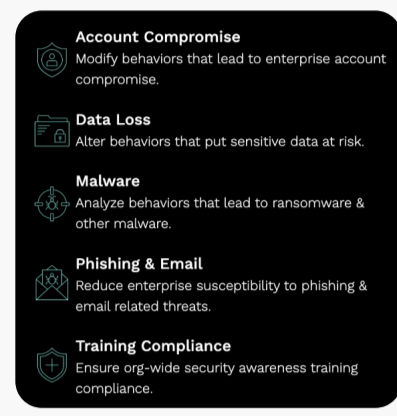 Account Compromise
Modify behaviors that lead to enterprise account
compromise.
Data Loss
Alter behaviors that put sensitive data at risk.
Malware
Analyze behaviors that lead to ransomware &
other malware.
Phishing & Email
Reduce enterprise susceptibility to phishing &
email related threats.
Training Compliance
Ensure org-wide security awareness training
compliance.